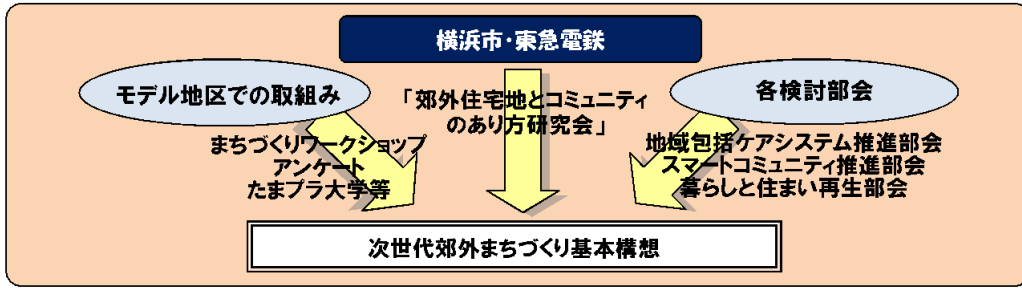 横浜市・東急電鉄
モデル地区での取組み
「郊外住宅地とコミュニティ
のあり方研究会」
各検討部会
まちづくりワークショップ
アンケート
たまプラ大学等
地域包括ケアシステム推進部会
スマートコミュニティ推進部会
暮らしと住まい再生部会
次世代郊外まちづくり基本構想